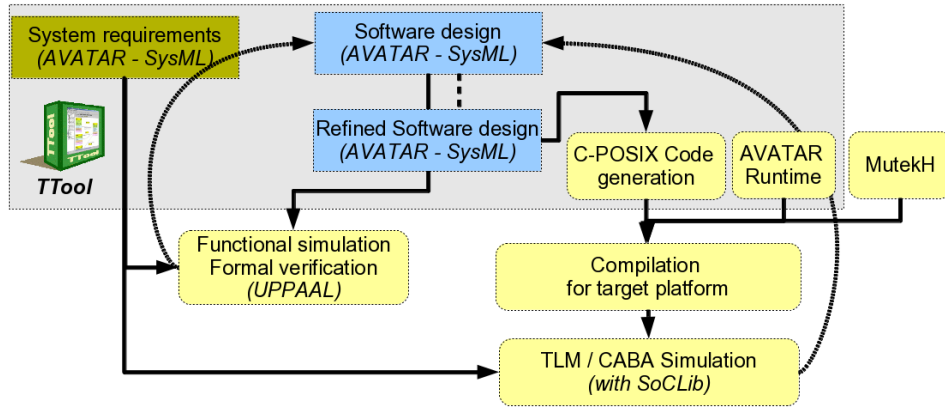 System requirements
(AVATAR - SysML)
Software design
(AVATAR - SysML)
TTool
TTool
Refined Software design
(AVATAR - SysML)
C-POSIX Code
generation
AVATAR
Runtime
MutekH
Functional simulation
Formal verification
(UPPAAL)
Compilation
for target platform
TLM / CABA Simulation
(with SoCLib)